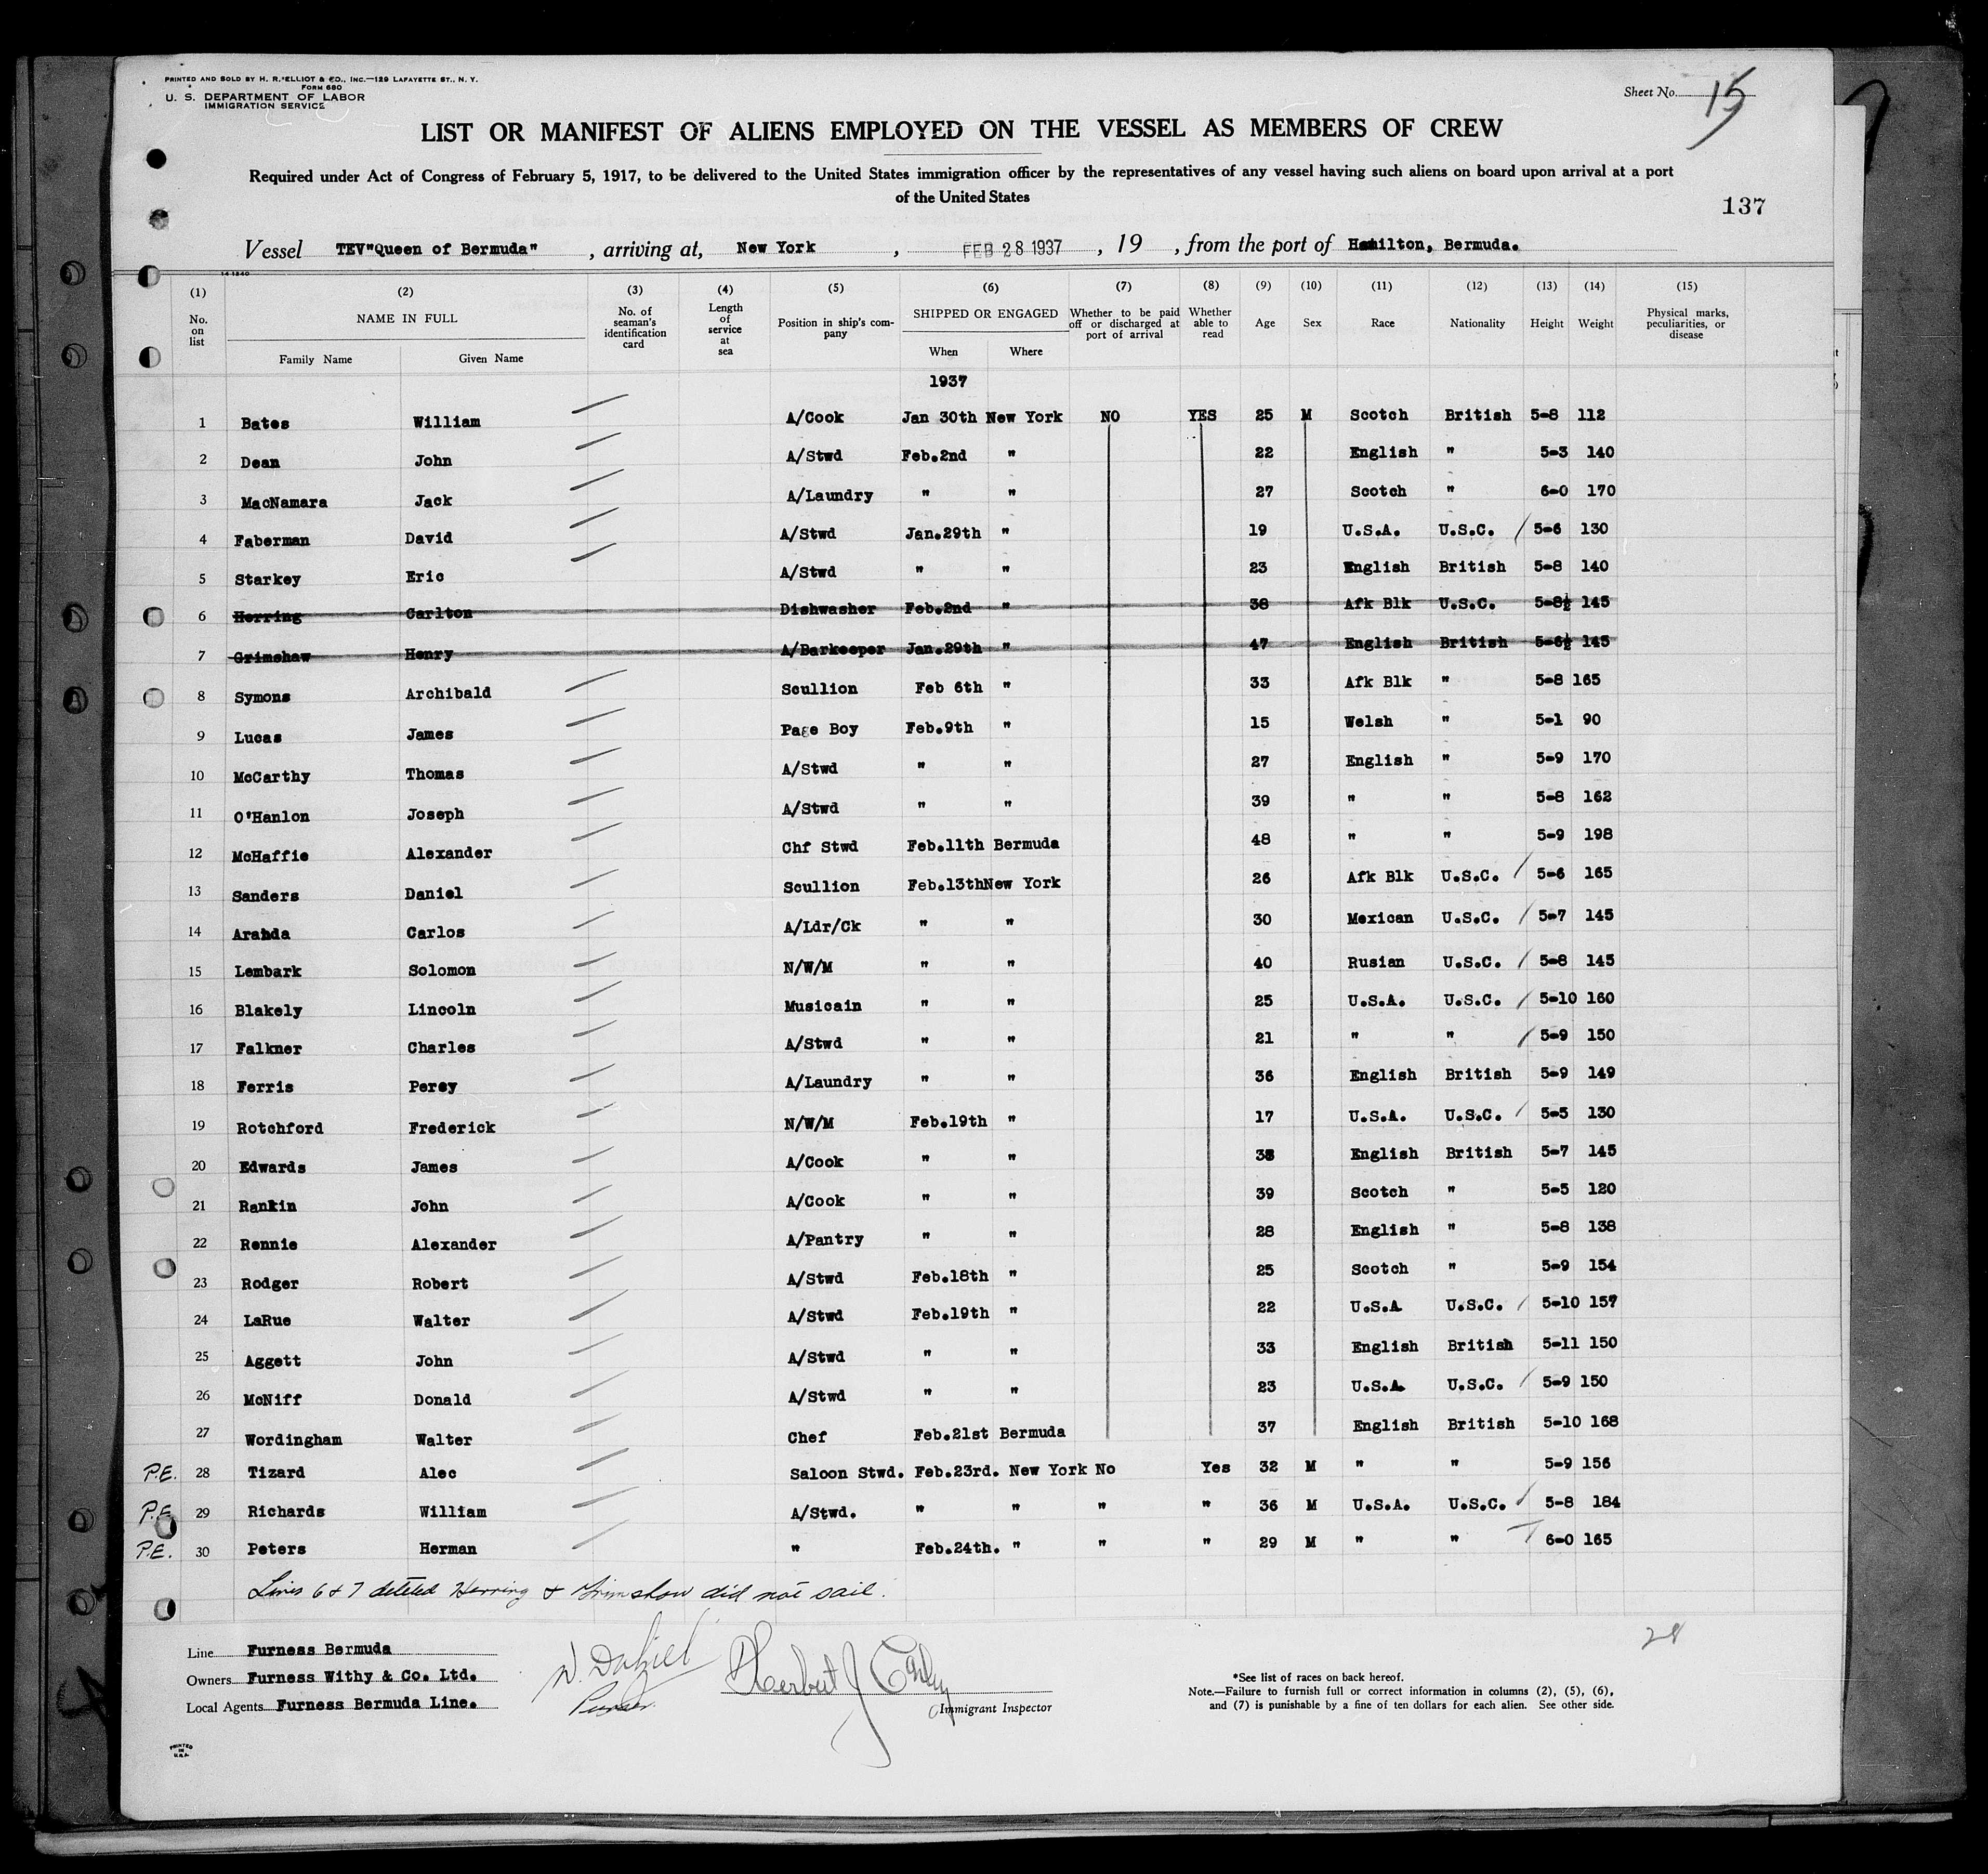 PRINTED AND SOLD BY H. R. ELLIOT & CO., INC.—129 LAFAYETTE ST., N. Y.
FORM 680
U. S. DEPARTMENT OF LABOR
IMMIGRATION SERVICE
Sheet No. 15
LIST OR MANIFEST OF ALIENS EMPLOYED ON THE VESSEL AS MEMBERS OF CREW
Required under Act of Congress of February 5, 1917, to be delivered to the United States immigration officer by the representatives of any vessel having such aliens on board upon arrival at a port
of the United States
137
Vessel TEV"Queen of Bermuda" , arriving at, New York , FEB 28 1937 , 19 , from the port of Hamilton, Bermuda.
14-1240
(1) (2) (3) (4) (5) (6) (7) (8) (9) (10) (11) (12) (13) (14) (15)
No. on list NAME IN FULL Family Name Given Name No. of seaman's identification card Length of service at sea Position in ship's company SHIPPED OR ENGAGED When Where Whether to be paid off or discharged at port of arrival Whether able to read Age Sex Race Nationality Height Weight Physical marks, peculiarities, or disease
1937
1 Bates William A/Cook Jan 30th New York NO YES 25 M Scotch British 5-8 112
2 Dean John A/Stwd Feb.2nd " 22 English " 5-3 140
3 MacNamara Jack A/Laundry " " 27 Scotch " 6-0 170
4 Faberman David A/Stwd Jan.29th " 19 U.S.A. U.S.C. / 5-6 130
5 Starkey Eric A/Stwd " " 23 English British 5-8 140
6 Herring Carlton Dishwasher Feb.2nd " 38 Afk Blk U.S.C. 5-8½ 145
7 Grimshaw Henry A/Barkeeper Jan.29th " 47 English British 5-6½ 145
8 Symons Archibald Scullion Feb 6th " 33 Afk Blk " 5-8 165
9 Lucas James Page Boy Feb.9th " 15 Welsh " 5-1 90
10 McCarthy Thomas A/Stwd " " 27 English " 5-9 170
11 O'Hanlon Joseph A/Stwd " " 39 " " 5-8 162
12 McHaffie Alexander Chf Stwd Feb.11th Bermuda 48 " " 5-9 198
13 Sanders Daniel Scullion Feb.13th New York 26 Afk Blk U.S.C. / 5-6 165
14 Aranda Carlos A/Ldr/Ck " " 30 Mexican U.S.C. / 5-7 145
15 Lembark Solomon N/W/M " " 40 Rusian U.S.C. / 5-8 145
16 Blakely Lincoln Musicain " " 25 U.S.A. U.S.C. / 5-10 160
17 Falkner Charles A/Stwd " " 21 " " / 5-9 150
18 Ferris Percy A/Laundry " " 36 English British 5-9 149
19 Rotchford Frederick N/W/M Feb.19th " 17 U.S.A. U.S.C. / 5-5 130
20 Edwards James A/Cook " " English British 5-7 145
21 Rankin John A/Cook " " 39 Scotch " 5-5 120
22 Rennie Alexander A/Pantry " " 28 English " 5-8 138
23 Rodger Robert A/Stwd Feb.18th " 25 Scotch " 5-9 154
24 LaRue Walter A/Stwd Feb.19th " 22 U.S.A U.S.C. / 5-10 157
25 Aggett John A/Stwd " " 33 English British 5-11 150
26 McNiff Donald A/Stwd " " 23 U.S.A. U.S.C. / 5-9 150
27 Wordingham Walter Chef Feb.21st Bermuda 37 English British 5-10 168
P.E. 28 Tizard Alec Saloon Stwd. Feb.23rd. New York No Yes 32 M " " 5-9 156
P.E. 29 Richards William A/Stwd. " " " " 36 M U.S.A. U.S.C. / 5-8 184
P.E. 30 Peters Herman " Feb.24th. " " " 29 M " " 6-0 165
Lines 6 & 7 deleted Herring & Grimshaw did not sail.
28
Line Furness Bermuda
Owners Furness Withy & Co. Ltd.
Local Agents Furness Bermuda Line.
Purser.
Herbert J
Immigrant Inspector
*See list of races on back hereof.
Note.—Failure to furnish full or correct information in columns (2), (5), (6),
and (7) is punishable by a fine of ten dollars for each alien. See other side.
PRINTED
IN
U.S.A.